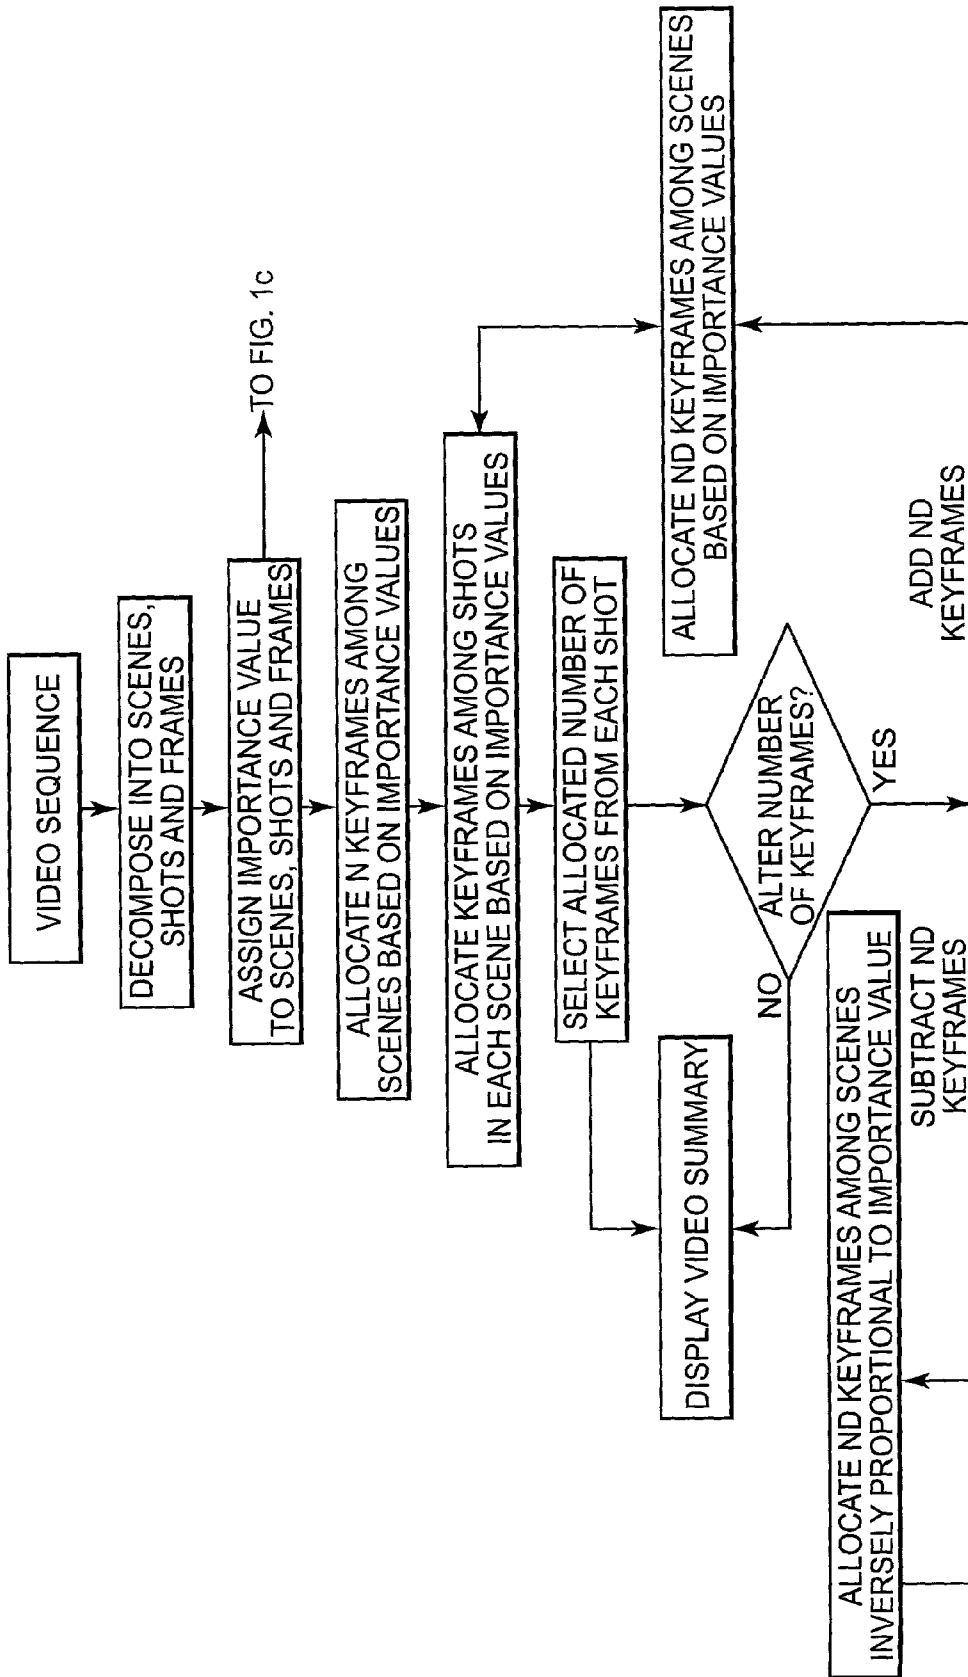 VIDEO SEQUENCE
DECOMPOSE INTO SCENES,
SHOTS AND FRAMES
ASSIGN IMPORTANCE VALUE
TO SCENES, SHOTS AND FRAMES
TO FIG. 1c
ALLOCATE N KEYFRAMES AMONG
SCENES BASED ON IMPORTANCE VALUES
ALLOCATE KEYFRAMES AMONG SHOTS
IN EACH SCENE BASED ON IMPORTANCE VALUES
SELECT ALLOCATED NUMBER OF
KEYFRAMES FROM EACH SHOT
DISPLAY VIDEO SUMMARY
NO
ALTER NUMBER
OF KEYFRAMES?
YES
ALLOCATE ND KEYFRAMES AMONG SCENES
BASED ON IMPORTANCE VALUES
ALLOCATE ND KEYFRAMES AMONG SCENES
INVERSELY PROPORTIONAL TO IMPORTANCE VALUE
SUBTRACT ND
KEYFRAMES
ADD ND
KEYFRAMES